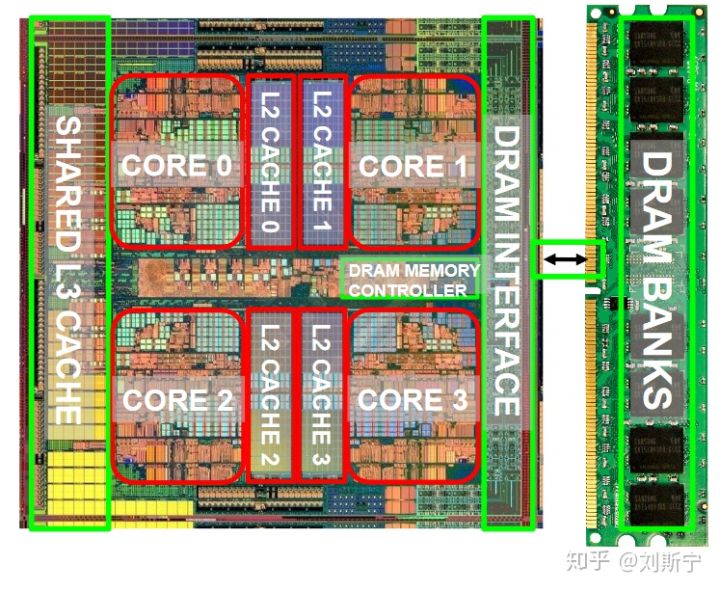 SHARED L3 CACHE
CORE 0
L2 CACHE 0
L2 CACHE 1
CORE 1
DRAM INTERFACE
DRAM BANKS
DRAM MEMORY
CONTROLLER
CORE 2
L2 CACHE 2
L2 CACHE 3
CORE 3
知乎 @刘斯宁